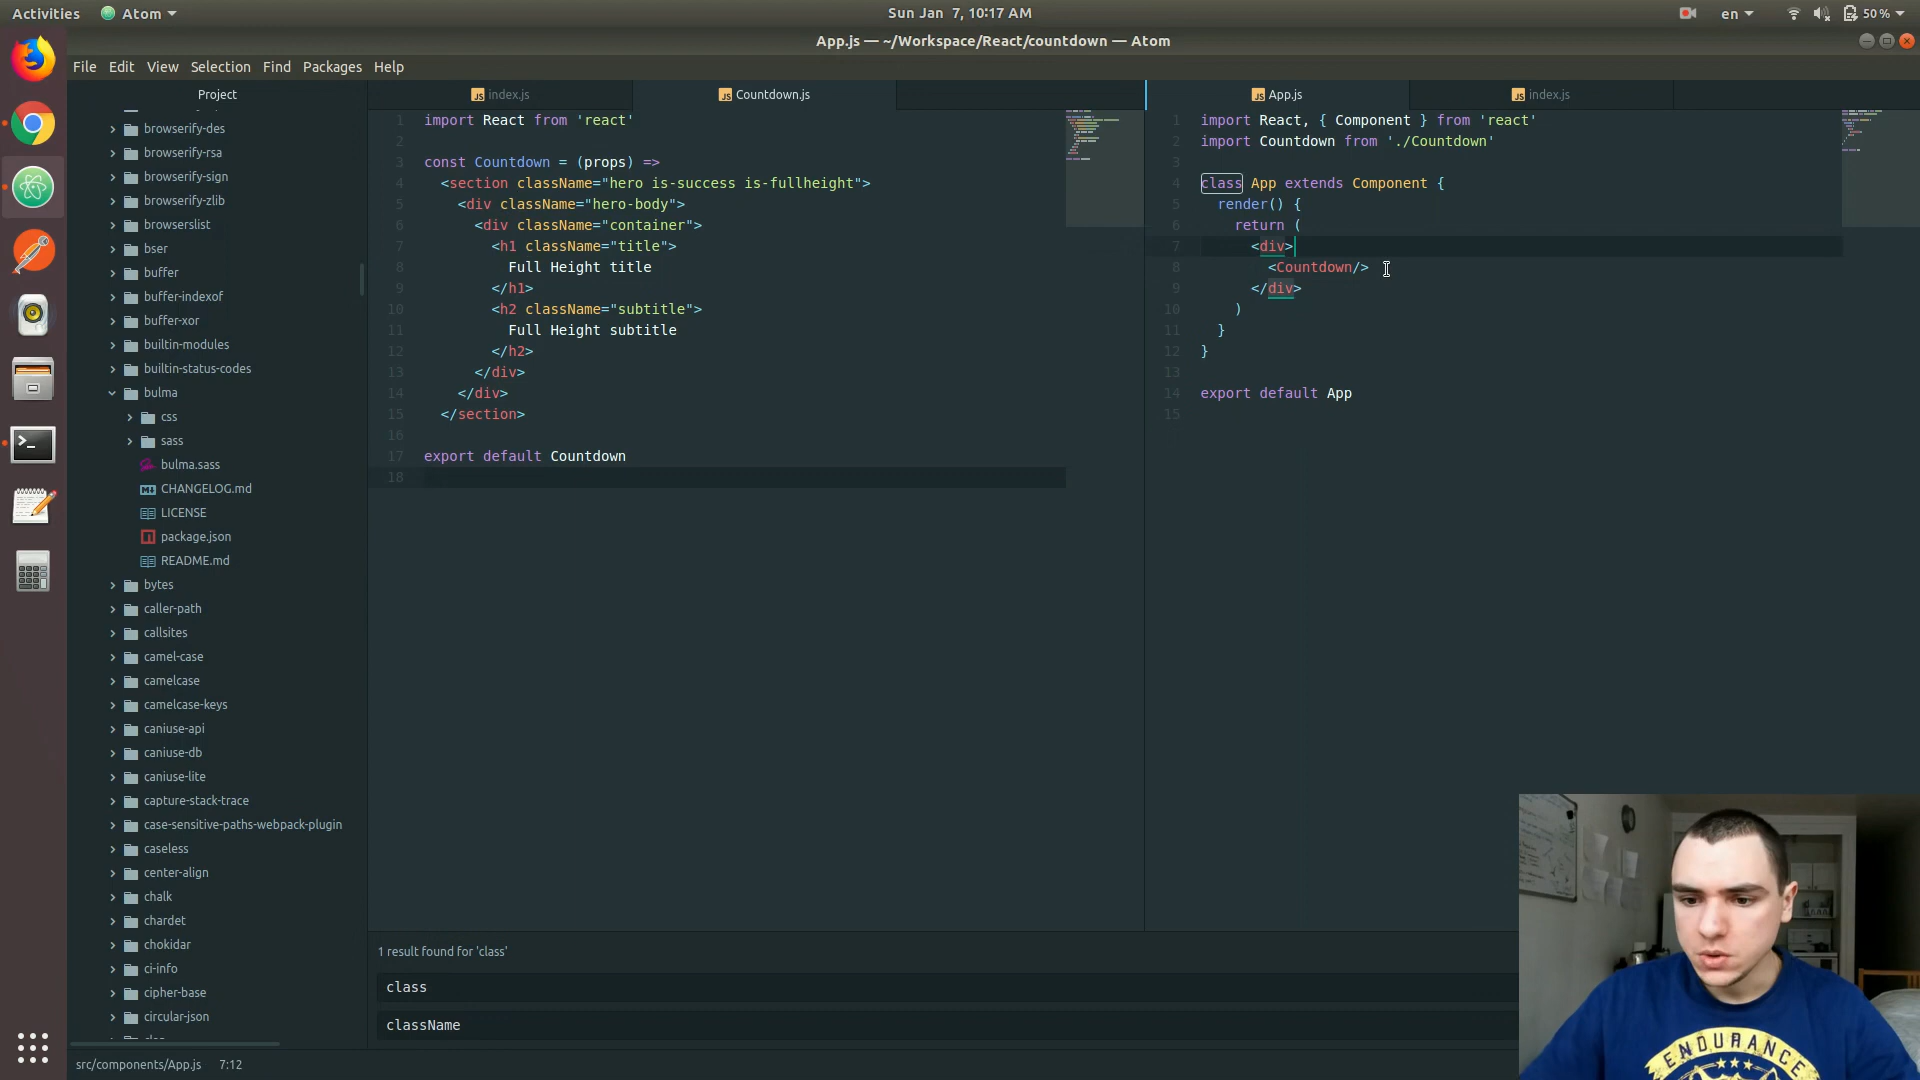 Activities
Atom
Sun Jan 7, 10:17 AM
en
50 %
App.js — ~/Workspace/React/countdown — Atom
File Edit View Selection Find Packages Help
Project
browserify-des
browserify-rsa
browserify-sign
browserify-zlib
browserslist
bser
buffer
buffer-indexof
buffer-xor
builtin-modules
builtin-status-codes
bulma
css
sass
bulma.sass
CHANGELOG.md
LICENSE
package.json
README.md
bytes
caller-path
callsites
camel-case
camelcase
camelcase-keys
caniuse-api
caniuse-db
caniuse-lite
capture-stack-trace
case-sensitive-paths-webpack-plugin
caseless
center-align
chalk
chardet
chokidar
ci-info
cipher-base
circular-json
index.js
Countdown.js
1 import React from 'react'
2
3 const Countdown = (props) =>
4 <section className="hero is-success is-fullheight">
5 <div className="hero-body">
6 <div className="container">
7 <h1 className="title">
8 Full Height title
9 </h1>
10 <h2 className="subtitle">
11 Full Height subtitle
12 </h2>
13 </div>
14 </div>
15 </section>
16
17 export default Countdown
18
App.js
index.js
1 import React, { Component } from 'react'
2 import Countdown from './Countdown'
3
4 class App extends Component {
5 render() {
6 return (
7 <div>
8 <Countdown/>
9 </div>
10 )
11 }
12 }
13
14 export default App
15
1 result found for 'class'
class
className
src/components/App.js 7:12
ENDURANCE